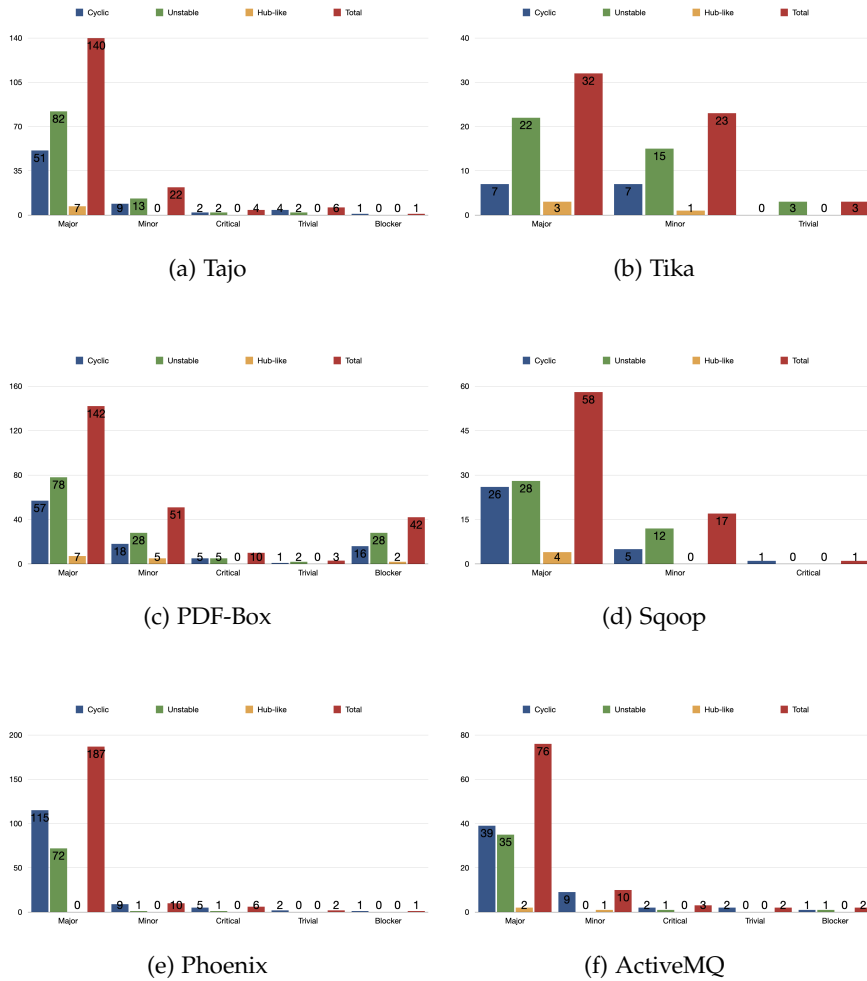 Cyclic Unstable Hub-like Total
140
105
70
35
0
51 82 7 140
9 13 0 22
2 2 0 4
4 2 0 6
1 0 0 1
Major Minor Critical Trivial Blocker
(a) Tajo
Cyclic Unstable Hub-like Total
40
30
20
10
0
7 22 3 32
7 15 1 23
0 3 0 3
Major Minor Trivial
(b) Tika
Cyclic Unstable Hub-like Total
160
120
80
40
0
57 78 7 142
18 28 5 51
5 5 0 10
1 2 0 3
16 28 2 42
Major Minor Critical Trivial Blocker
(c) PDF-Box
Cyclic Unstable Hub-like Total
60
45
30
15
0
26 28 4 58
5 12 0 17
1 0 0 1
Major Minor Critical
(d) Sqoop
Cyclic Unstable Hub-like Total
200
150
100
50
0
115 72 0 187
9 1 0 10
5 1 0 6
2 0 0 2
1 0 0 1
Major Minor Critical Trivial Blocker
(e) Phoenix
Cyclic Unstable Hub-like Total
80
60
40
20
0
39 35 2 76
9 0 1 10
2 1 0 3
2 0 0 2
1 1 0 2
Major Minor Critical Trivial Blocker
(f) ActiveMQ